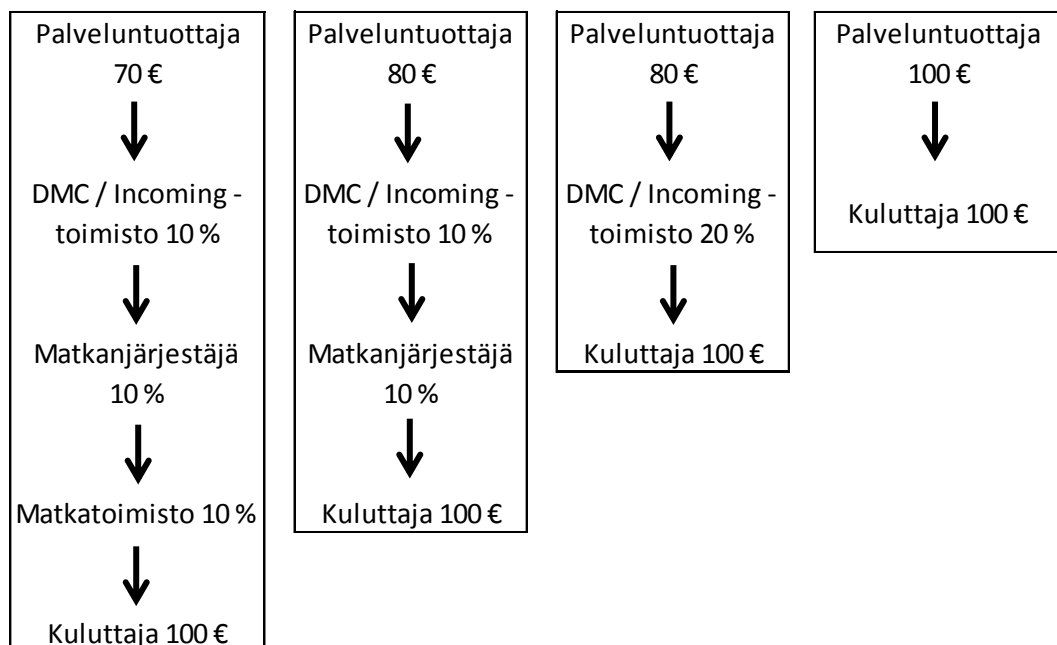 Palveluntuottaja
70 €
DMC / Incoming -
toimisto 10 %
Matkanjärjestäjä
10 %
Matkatoimisto 10 %
Kuluttaja 100 €
Palveluntuottaja
80 €
DMC / Incoming -
toimisto 10 %
Matkanjärjestäjä
10 %
Kuluttaja 100 €
Palveluntuottaja
80 €
DMC / Incoming -
toimisto 20 %
Kuluttaja 100 €
Palveluntuottaja
100 €
Kuluttaja 100 €